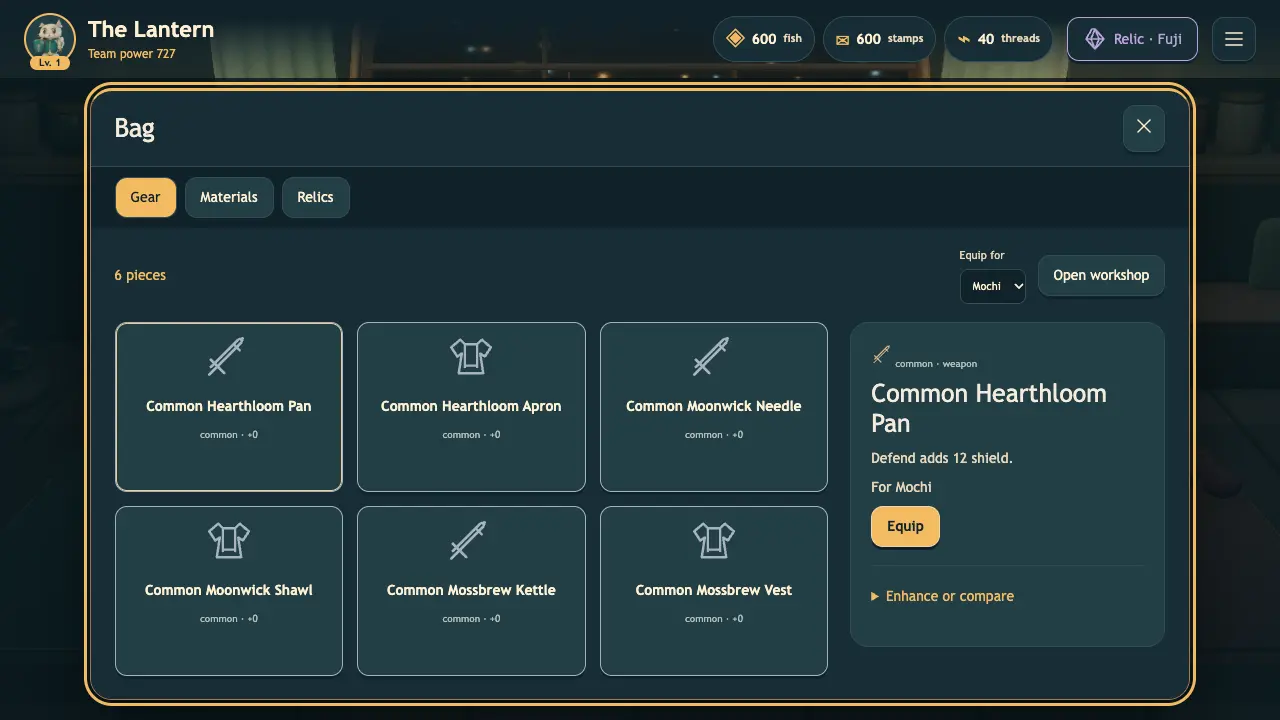 The Lantern
Team power 727
Lv. 1
600 fish
600 stamps
40 threads
Relic · Fuji
Bag
Gear
Materials
Relics
6 pieces
Equip for
Mochi
Open workshop
Common Hearthloom Pan
common · +0
Common Hearthloom Apron
common · +0
Common Moonwick Needle
common · +0
Common Moonwick Shawl
common · +0
Common Mossbrew Kettle
common · +0
Common Mossbrew Vest
common · +0
common · weapon
Common Hearthloom
Pan
Defend adds 12 shield.
For Mochi
Equip
Enhance or compare